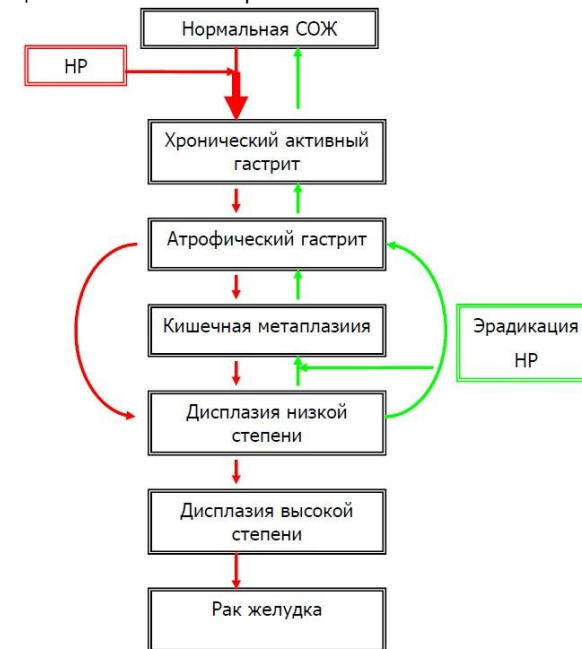 Нормальная СОЖ
НР
Хронический активный
гастрит
Атрофический гастрит
Кишечная метаплазиия
Эрадикация
НР
Дисплазия низкой
степени
Дисплазия высокой
степени
Рак желудка